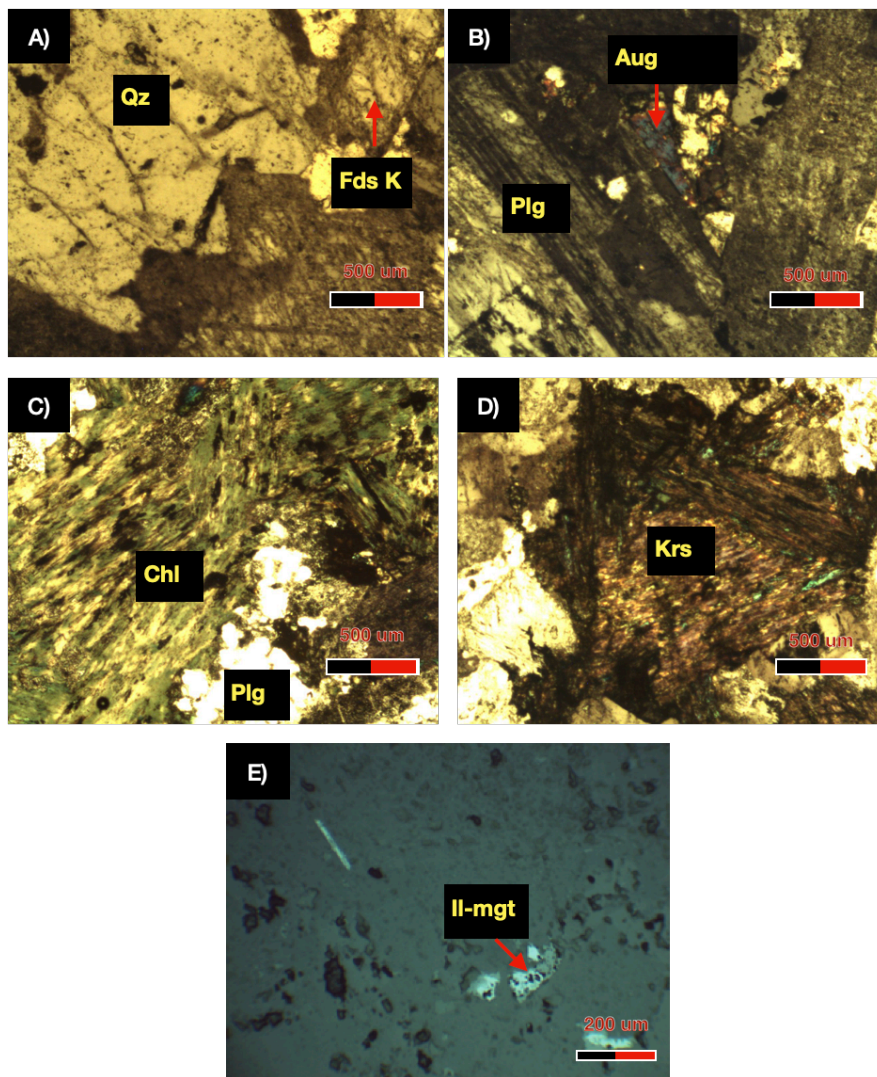 A)
Qz
Fds K
500 um
B)
Aug
Plg
500 um
C)
Chl
Plg
500 um
D)
Krs
500 um
E)
Il-mgt
200 um